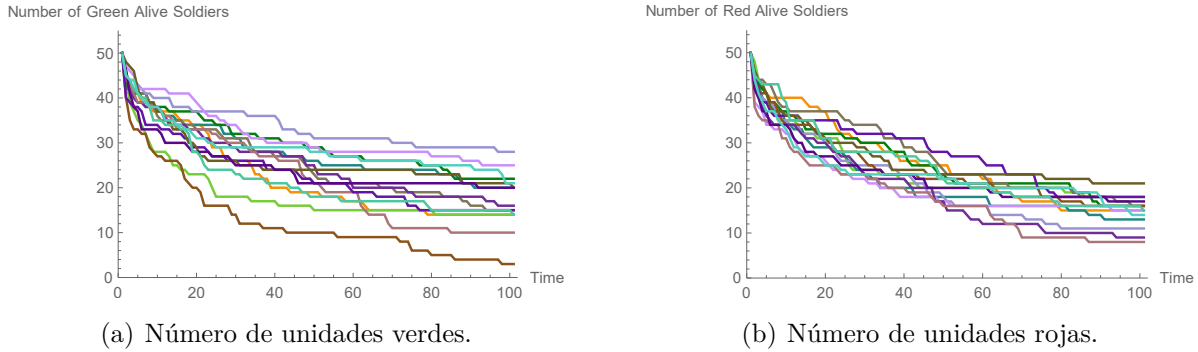 Number of Green Alive Soldiers
50
40
30
20
10
0
0 20 40 60 80 100
Time
(a) Número de unidades verdes.
Number of Red Alive Soldiers
50
40
30
20
10
0
0 20 40 60 80 100
Time
(b) Número de unidades rojas.